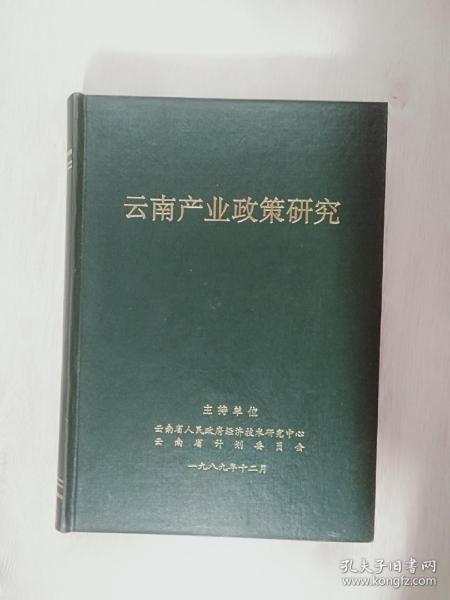 云南产业政策研究
主持单位
云南省人民政府经济技术研究中心
云南省计划委员会
一九八九年十二月
孔夫子旧书网
www.kongfz.com